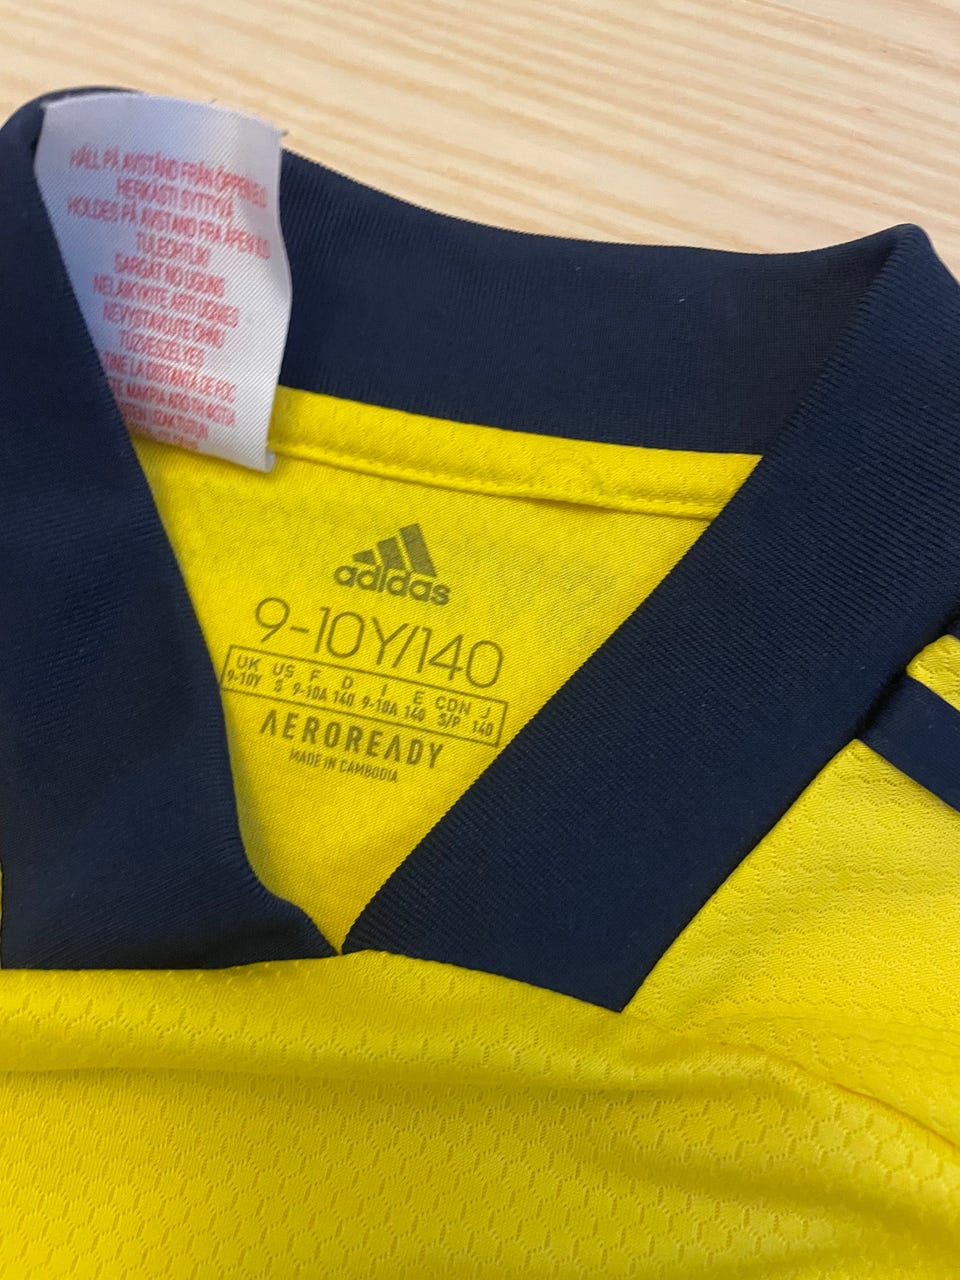 HÅLL PÅ AVSTÅND FRÅN ÖPPEN ELD
HERKÄSTI SYTTYVÄ
HOLDES PÅ AVSTAND FRA ÅPEN ILD
TULEOHTLIK!
SARGĀT NO UGUNS
NELAIKYKITE ARTI UGNIES
NEVYSTAVUJTE OHNI
TŰZVESZÉLYES
ȚINE LA DISTANȚĂ DE FOC
adidas
9-10Y/140
UK US F D I E CDN J
9-10Y S 9-10A 140 9-10A 140 S/P 140
AEROREADY
MADE IN CAMBODIA